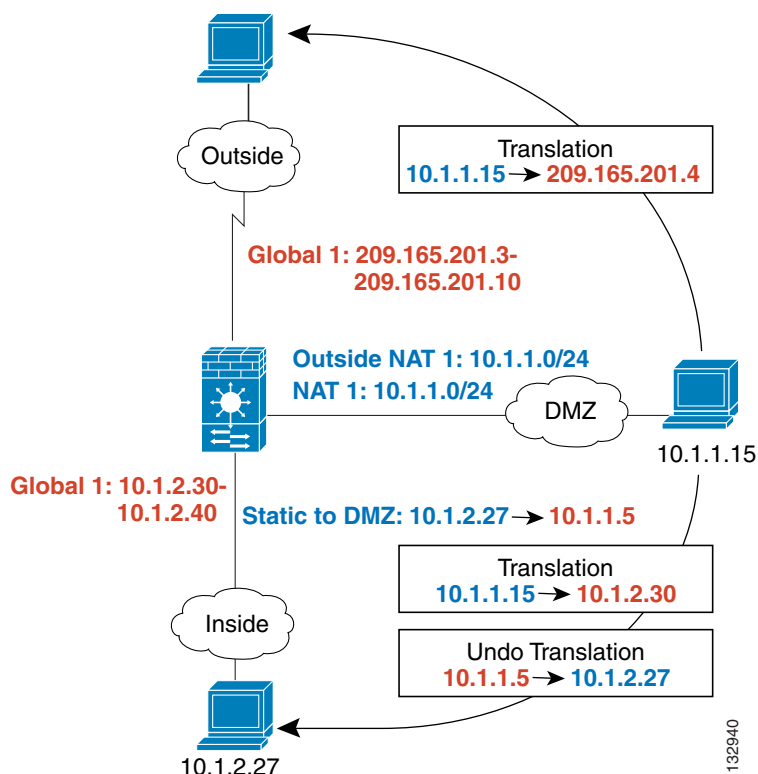 Outside
Translation
10.1.1.15 → 209.165.201.4
Global 1: 209.165.201.3-
209.165.201.10
Outside NAT 1: 10.1.1.0/24
NAT 1: 10.1.1.0/24
DMZ
10.1.1.15
Global 1: 10.1.2.30-
10.1.2.40
Static to DMZ: 10.1.2.27 → 10.1.1.5
Translation
10.1.1.15 → 10.1.2.30
Inside
Undo Translation
10.1.1.5 → 10.1.2.27
10.1.2.27
132940